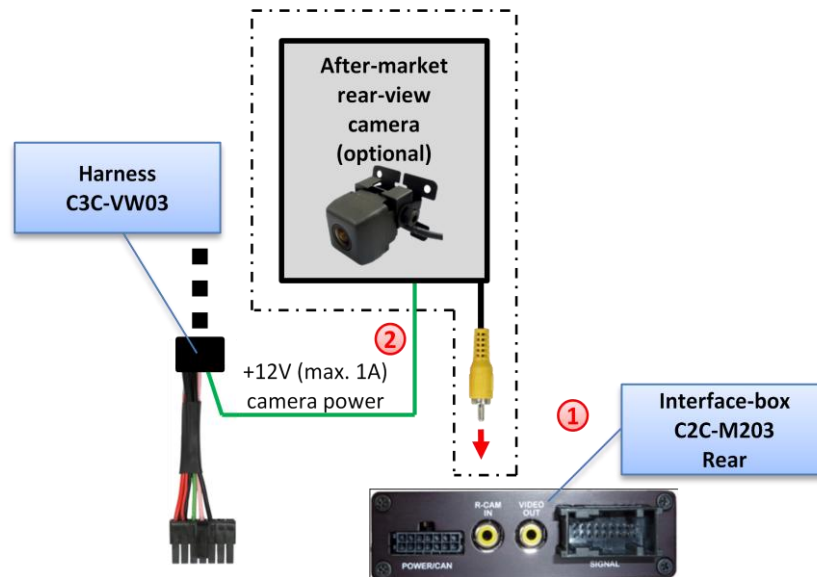 After-market
rear-view
camera
(optional)
Harness
C3C-VW03
2
+12V (max. 1A)
camera power
1
Interface-box
C2C-M203
Rear
R-CAM
IN
VIDEO
OUT
POWER/CAN
SIGNAL